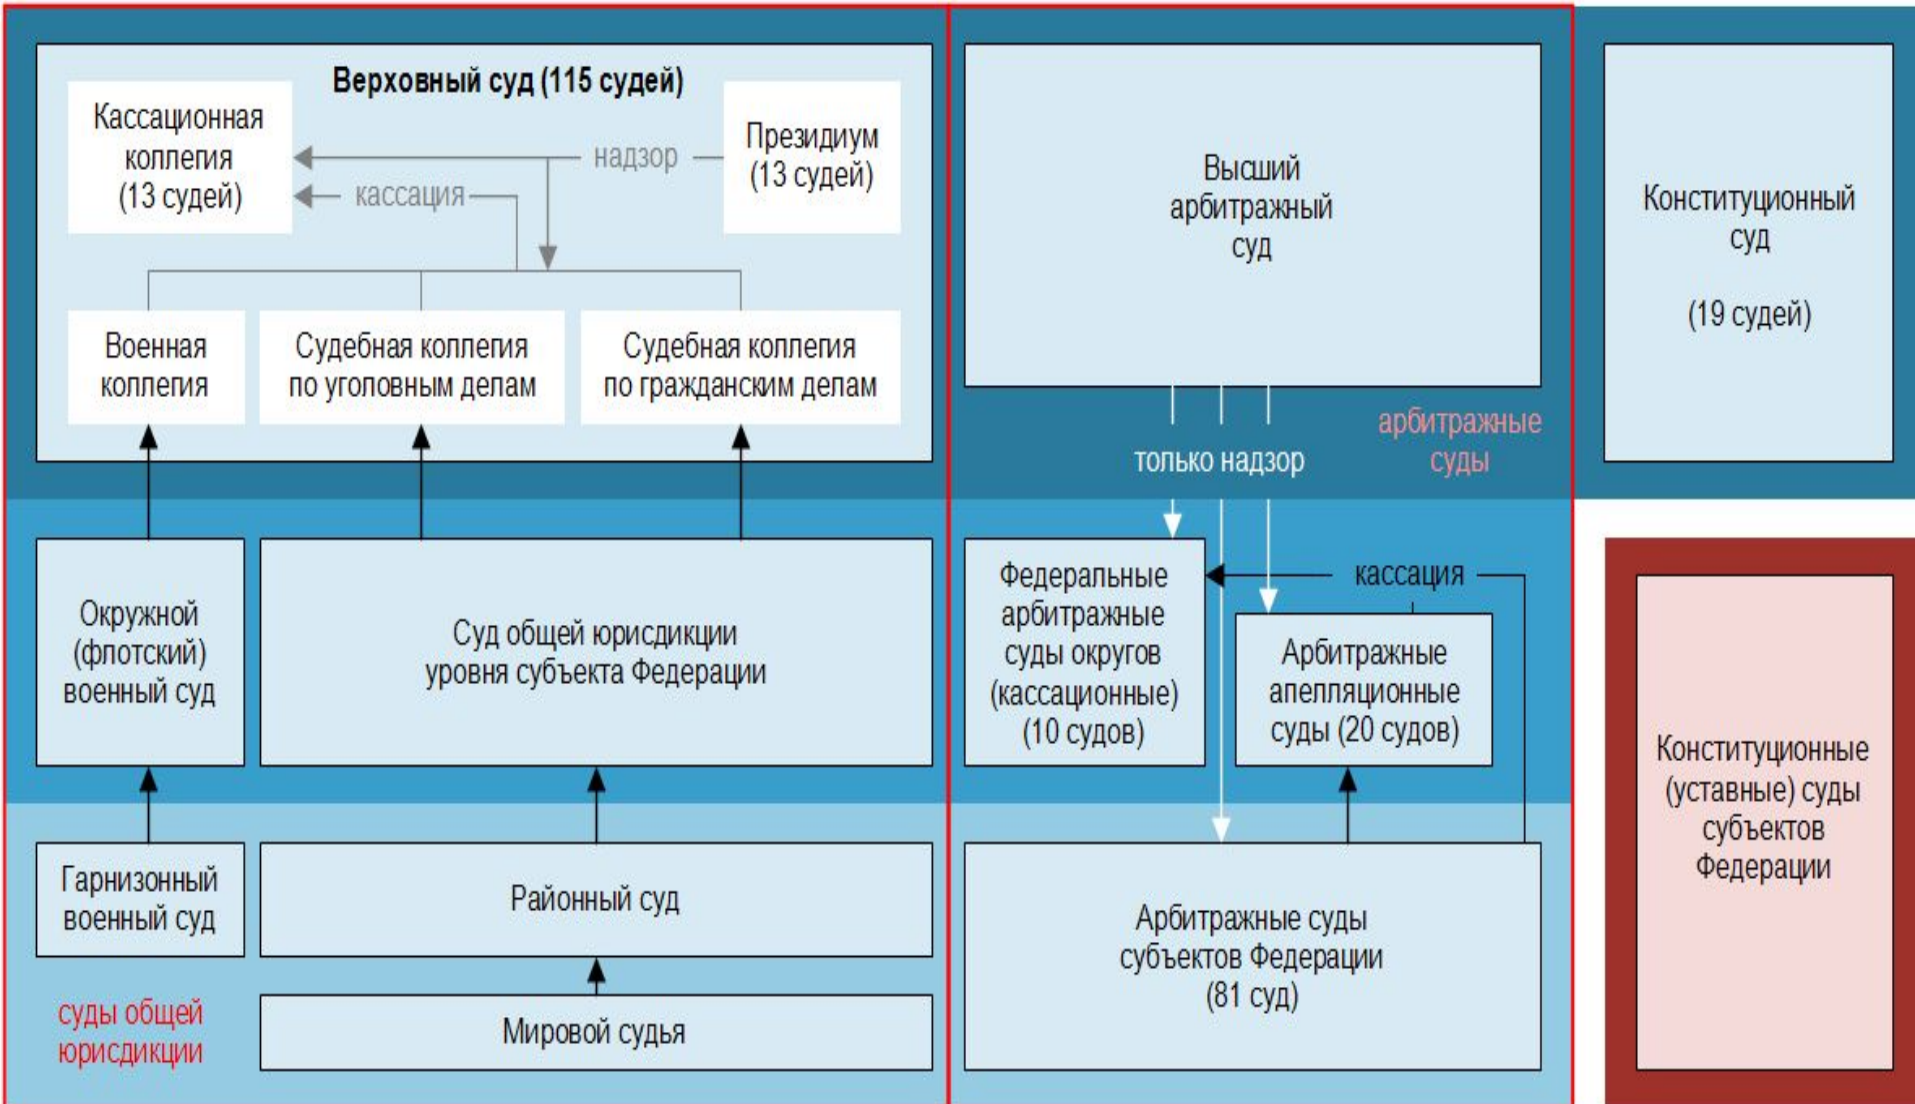 Верховный суд (115 судей)
Кассационная
коллегия
(13 судей)
надзор
кассация
Президиум
(13 судей)
Военная
коллегия
Судебная коллегия
по уголовным делам
Судебная коллегия
по гражданским делам
Окружной
(флотский)
военный суд
Суд общей юрисдикции
уровня субъекта Федерации
Гарнизонный
военный суд
Районный суд
суды общей
юрисдикции
Мировой судья
Высший
арбитражный
суд
арбитражные
суды
только надзор
Федеральные
арбитражные
суды округов
(кассационные)
(10 судов)
кассация
Арбитражные
апелляционные
суды (20 судов)
Арбитражные суды
субъектов Федерации
(81 суд)
Конституционный
суд
(19 судей)
Конституционные
(уставные) суды
субъектов
Федерации